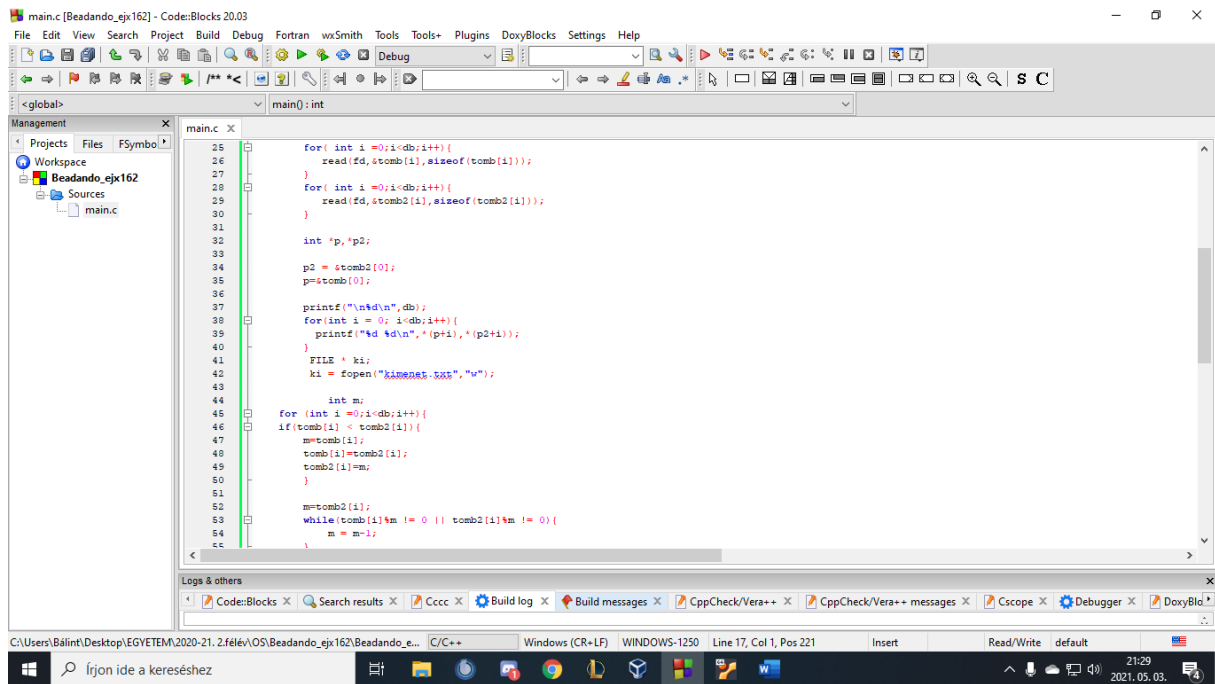 main.c [Beadando_ejx162] - Code::Blocks 20.03
File Edit View Search Project Build Debug Fortran wxSmith Tools Tools+ Plugins DoxyBlocks Settings Help
Debug
/** *<
S C
<global> main() : int
Management
Projects Files FSymbo
Workspace
Beadando_ejx162
Sources
main.c
main.c
25 for( int i =0;i<db;i++){
26 read(fd,&tomb[i],sizeof(tomb[i]));
27 }
28 for( int i =0;i<db;i++){
29 read(fd,&tomb2[i],sizeof(tomb2[i]));
30 }
31
32 int *p,*p2;
33
34 p2 = &tomb2[0];
35 p=&tomb[0];
36
37 printf("\n%d\n",db);
38 for(int i = 0; i<db;i++){
39 printf("%d %d\n",*(p+i),*(p2+i));
40 }
41 FILE * ki;
42 ki = fopen("kimenet.txt","w");
43
44 int m;
45 for (int i =0;i<db;i++){
46 if(tomb[i] < tomb2[i]){
47 m=tomb[i];
48 tomb[i]=tomb2[i];
49 tomb2[i]=m;
50 }
51
52 m=tomb2[i];
53 while(tomb[i]%m != 0 || tomb2[i]%m != 0){
54 m = m-1;
55 }
Logs & others
Code::Blocks Search results Cccc Build log Build messages CppCheck/Vera++ CppCheck/Vera++ messages Cscope Debugger DoxyBlo
C:\Users\Bálint\Desktop\EGYETEM\2020-21. 2.félév\OS\Beadando_ejx162\Beadando_e... C/C++ Windows (CR+LF) WINDOWS-1250 Line 17, Col 1, Pos 221 Insert Read/Write default
Írjon ide a kereséshez
21:29
2021. 05. 03.
4